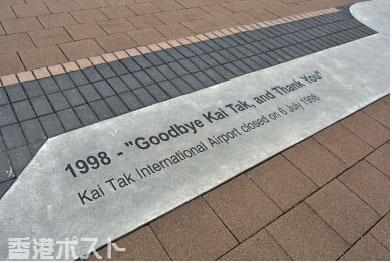 1998 - "Goodbye Kai Tak, and Thank You"
Kai Tak International Airport closed on 6 July 1998
香港ポスト